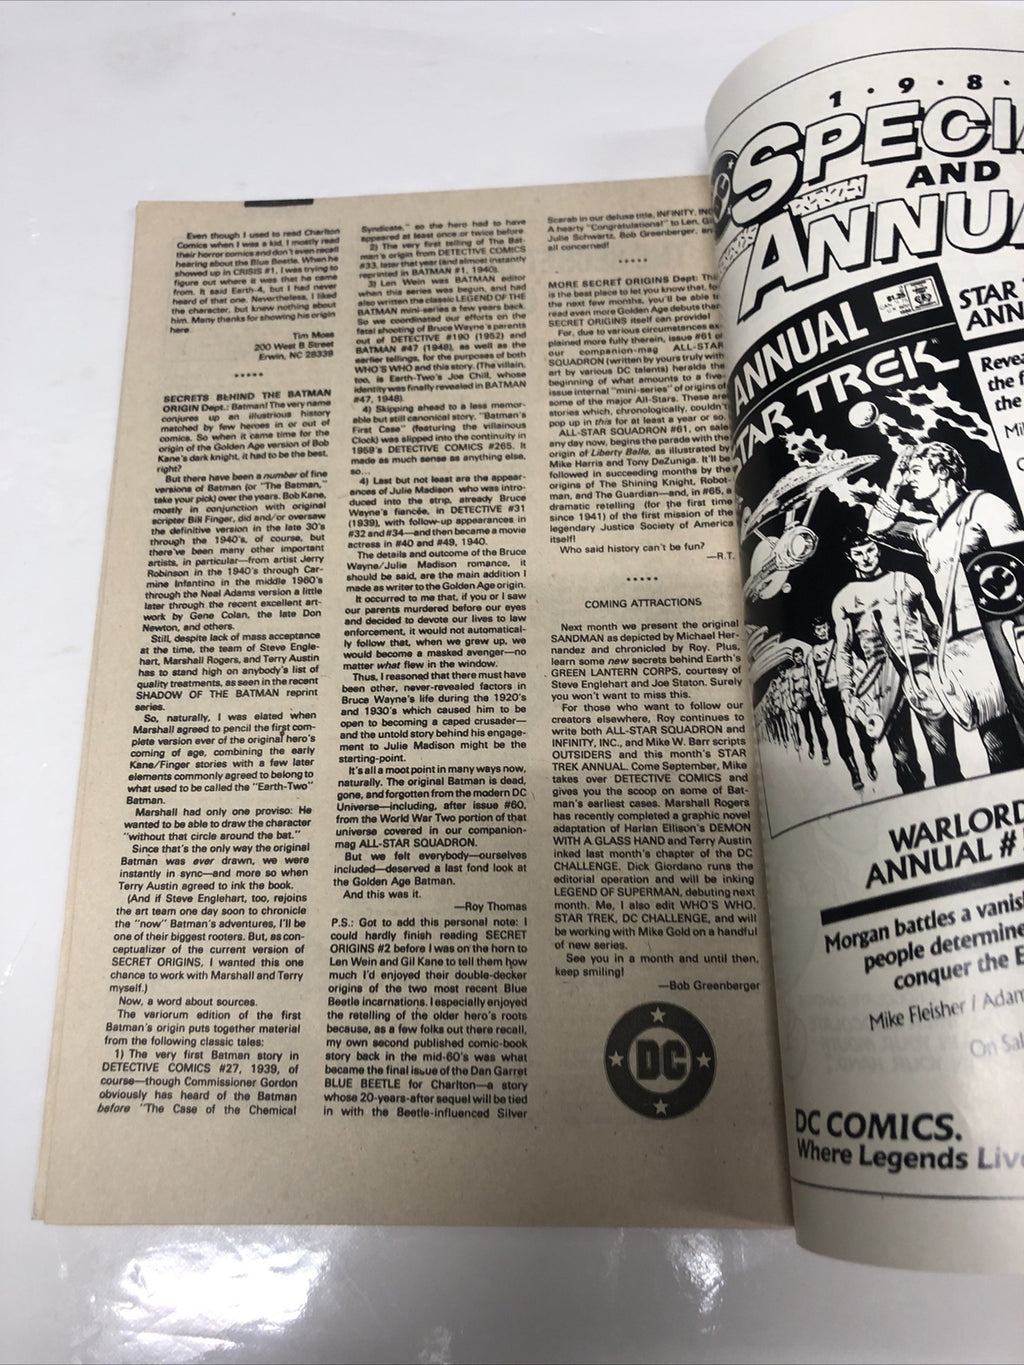 Even though I used to read Charlton
Comics when I was a kid, I mostly read
their horror comics and don't even recall
hearing about the Blue Beetle. When he
showed up in CRISIS #1, I was trying to
figure out where it was that he came
from. It said Earth-4, but I had never
heard of that one. Nevertheless, I liked
the character, but knew nothing about
him. Many thanks for showing his origin
here.
Tim Moss
200 West B Street
Erwin, NC 28339
*****
SECRETS BEHIND THE BATMAN
ORIGIN Dept.: Batman! The very name
conjures up an illustrious history
matched by few heroes in or out of
comics. So when it came time for the
origin of the Golden Age version of Bob
Kane's dark knight, it had to be the best,
right?
But there have been a number of fine
versions of Batman (or "The Batman,"
take your pick) over the years. Bob Kane,
mostly in conjunction with original
scripter Bill Finger, did and/or oversaw
the definitive version in the late 30's
through the 1940's, of course, but
there've been many other important
artists, in particular—from artist Jerry
Robinson in the 1940's through Car-
mine Infantino in the middle 1960's
through the Neal Adams version a little
later through the recent excellent art-
work by Gene Colan, the late Don
Newton, and others.
Still, despite lack of mass acceptance
at the time, the team of Steve Engle-
hart, Marshall Rogers, and Terry Austin
has to stand high on anybody's list of
quality treatments, as seen in the recent
SHADOW OF THE BATMAN reprint
series.
So, naturally, I was elated when
Marshall agreed to pencil the first com-
plete version ever of the original hero's
coming of age, combining the early
Kane/Finger stories with a few later
elements commonly agreed to belong to
what used to be called the "Earth-Two"
Batman.
Marshall had only one proviso: He
wanted to be able to draw the character
"without that circle around the bat."
Since that's the only way the original
Batman was ever drawn, we were
instantly in sync—and more so when
Terry Austin agreed to ink the book.
(And if Steve Englehart, too, rejoins
the art team one day soon to chronicle
the "now" Batman's adventures, I'll be
one of their biggest rooters. But, as con-
ceptualizer of the current version of
SECRET ORIGINS, I wanted this one
chance to work with Marshall and Terry
myself.)
Now, a word about sources.
The variorum edition of the first
Batman's origin puts together material
from the following classic tales:
1) The very first Batman story in
DETECTIVE COMICS #27, 1939, of
course—though Commissioner Gordon
obviously has heard of the Batman
before "The Case of the Chemical
Syndicate," so the hero had to have
appeared at least once or twice before
2) The very first telling of The Bat-
man's origin from DETECTIVE COMICS
#33, later that year (and almost instantly
reprinted in BATMAN #1, 1940).
3) Len Wein was BATMAN editor
when this series was begun, and had
also written the classic LEGEND OF THE
BATMAN mini-series a few years back.
So we coordinated our efforts on the
fatal shooting of Bruce Wayne's parents
out of DETECTIVE #190 (1952) and
BATMAN #47 (1948), as well as the
earlier tellings, for the purposes of both
WHO'S WHO and this story. (The villain,
too, is Earth-Two's Joe Chill, whose
identity was finally revealed in BATMAN
#47, 1948).
4) Skipping ahead to a less memor-
able but still canonical story, "Batman's
First Case" (featuring the villainous
Clock) was slipped into the continuity in
1959's DETECTIVE COMICS #265. It
made as much sense as anything else,
so...
4) Last but not least are the appear-
ances of Julie Madison who was intro-
duced into the strip, already Bruce
Wayne's fiancée, in DETECTIVE #31
(1939), with follow-up appearances in
#32 and #34—and then became a movie
actress in #40 and #49, 1940.
The details and outcome of the Bruce
Wayne/Julie Madison romance, it
should be said, are the main addition I
made as writer to the Golden Age origin.
It occurred to me that, if you or I saw
our parents murdered before our eyes
and decided to devote our lives to law
enforcement, it would not automatical-
ly follow that, when we grew up, we
would become a masked avenger—no
matter what flew in the window.
Thus, I reasoned that there must have
been other, never-revealed factors in
Bruce Wayne's life during the 1920's
and 1930's which caused him to be
open to becoming a caped crusader—
and the untold story behind his engage-
ment to Julie Madison might be the
starting-point.
It's all a moot point in many ways now,
naturally. The original Batman is dead,
gone, and forgotten from the modern DC
Universe—including, after issue #60,
from the World War Two portion of that
universe covered in our companion-
mag ALL-STAR SQUADRON.
But we felt everybody—ourselves
included—deserved a last fond look at
the Golden Age Batman.
And this was it.
—Roy Thomas
P.S.: Got to add this personal note: I
could hardly finish reading SECRET
ORIGINS #2 before I was on the horn to
Len Wein and Gil Kane to tell them how
much I'd enjoyed their double-decker
origins of the two most recent Blue
Beetle incarnations. I especially enjoyed
the retelling of the older hero's roots
because, as a few folks out there recall,
my own second published comic-book
story back in the mid-60's was what
became the final issue of the Dan Garret
BLUE BEETLE for Charlton—a story
whose 20-years-after sequel will be tied
in with the Beetle-influenced Silver
Scarab in our deluxe title, INFINITY, INC
A hearty "Congratulations!" to Len, Gil
Julie Schwartz, Bob Greenberger, an
all concerned!
*****
MORE SECRET ORIGINS Dept: Thi
is the best place to let you know that, fo
the next few months, you'll be able t
read even more Golden Age debuts tha
SECRET ORIGINS itself can provide!
For, due to various circumstances ex-
plained more fully therein, issue #61 of
our companion-mag ALL-STAR
SQUADRON (written by yours truly with
art by various DC talents) heralds the
beginning of what amounts to a five-
issue internal "mini-series" of origins of
some of the major All-Stars. These are
stories which, chronologically, couldn't
pop up in this for at least a year or so.
ALL-STAR SQUADRON #61, on sale
any day now, begins the parade with the
origin of Liberty Belle, as illustrated by
Mike Harris and Tony DeZuniga. It'll be
followed in succeeding months by the
origins of The Shining Knight, Robot-
man, and The Guardian—and, in #65, a
dramatic retelling (for the first time
since 1941) of the first mission of the
legendary Justice Society of America
itself!
Who said history can't be fun?
—R.T.
*****
COMING ATTRACTIONS
Next month we present the original
SANDMAN as depicted by Michael Her-
nandez and chronicled by Roy. Plus,
learn some new secrets behind Earth's
GREEN LANTERN CORPS, courtesy of
Steve Englehart and Joe Staton. Surely
you won't want to miss this.
For those who want to follow our
creators elsewhere, Roy continues to
write both ALL-STAR SQUADRON and
INFINITY, INC., and Mike W. Barr scripts
OUTSIDERS and this month's STAR
TREK ANNUAL. Come September, Mike
takes over DETECTIVE COMICS and
gives you the scoop on some of Bat-
man's earliest cases. Marshall Rogers
has recently completed a graphic novel
adaptation of Harlan Ellison's DEMON
WITH A GLASS HAND and Terry Austin
inked last month's chapter of the DC
CHALLENGE. Dick Giordano runs the
editorial operation and will be inking
LEGEND OF SUPERMAN, debuting next
month. Me, I also edit WHO'S WHO,
STAR TREK, DC CHALLENGE, and will
be working with Mike Gold on a handful
of new series.
See you in a month and until then,
keep smiling!
—Bob Greenberger
DC
1·9·8·
SPECIA
AND
ANNUA
ANNUAL
STAR TREK
STAR T
ANN
Revea
the f
the
Mi
WARLORD
ANNUAL #
Morgan battles a vanish
people determine
conquer the E
Mike Fleisher / Adam
On Sal
DC COMICS.
Where Legends Live